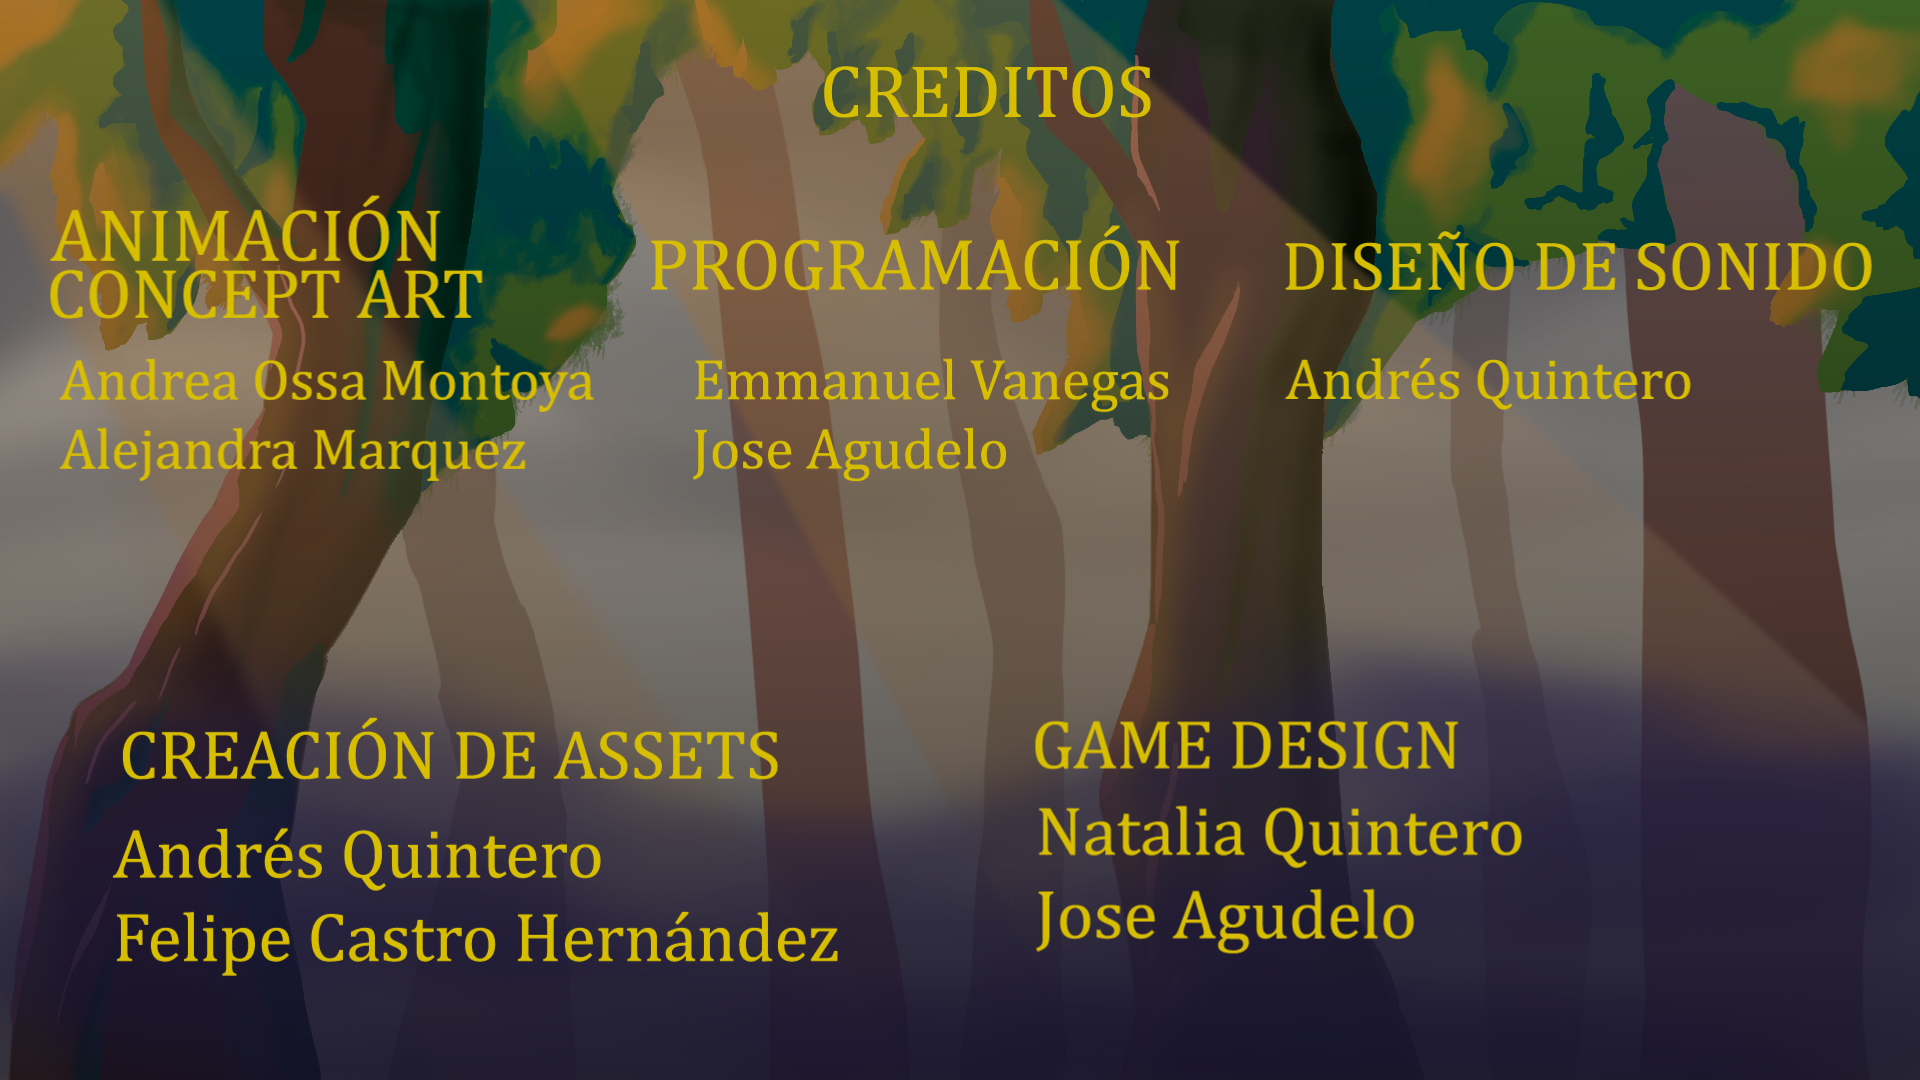 CREDITOS
ANIMACIÓN
CONCEPT ART
Andrea Ossa Montoya
Alejandra Marquez
PROGRAMACIÓN
Emmanuel Vanegas
Jose Agudelo
DISEÑO DE SONIDO
Andrés Quintero
CREACIÓN DE ASSETS
Andrés Quintero
Felipe Castro Hernández
GAME DESIGN
Natalia Quintero
Jose Agudelo